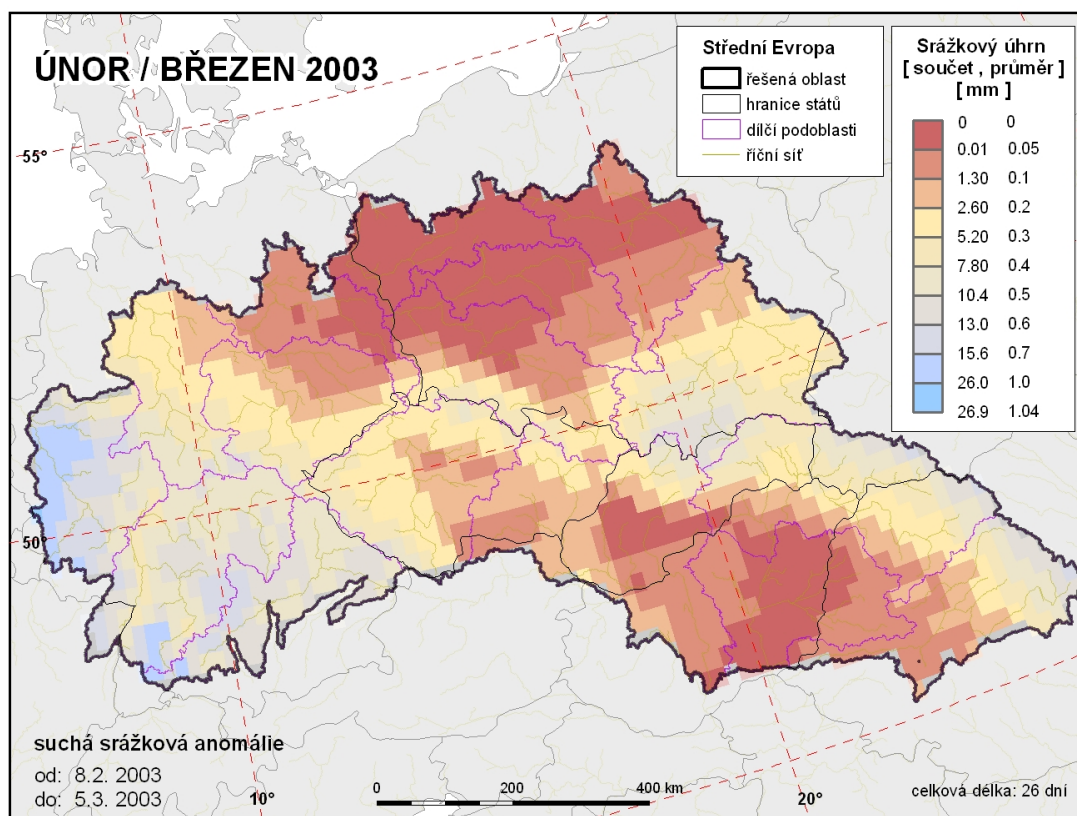 ÚNOR / BŘEZEN 2003
Střední Evropa
řešená oblast
hranice států
dílčí podoblasti
říční síť
Srážkový úhrn
[ součet , průměr ]
[ mm ]
0 0
0.01 0.05
1.30 0.1
2.60 0.2
5.20 0.3
7.80 0.4
10.4 0.5
13.0 0.6
15.6 0.7
26.0 1.0
26.9 1.04
55°
50°
suchá srážková anomálie
od: 8.2. 2003
do: 5.3. 2003
10°
0 200 400 km
20°
celková délka: 26 dní